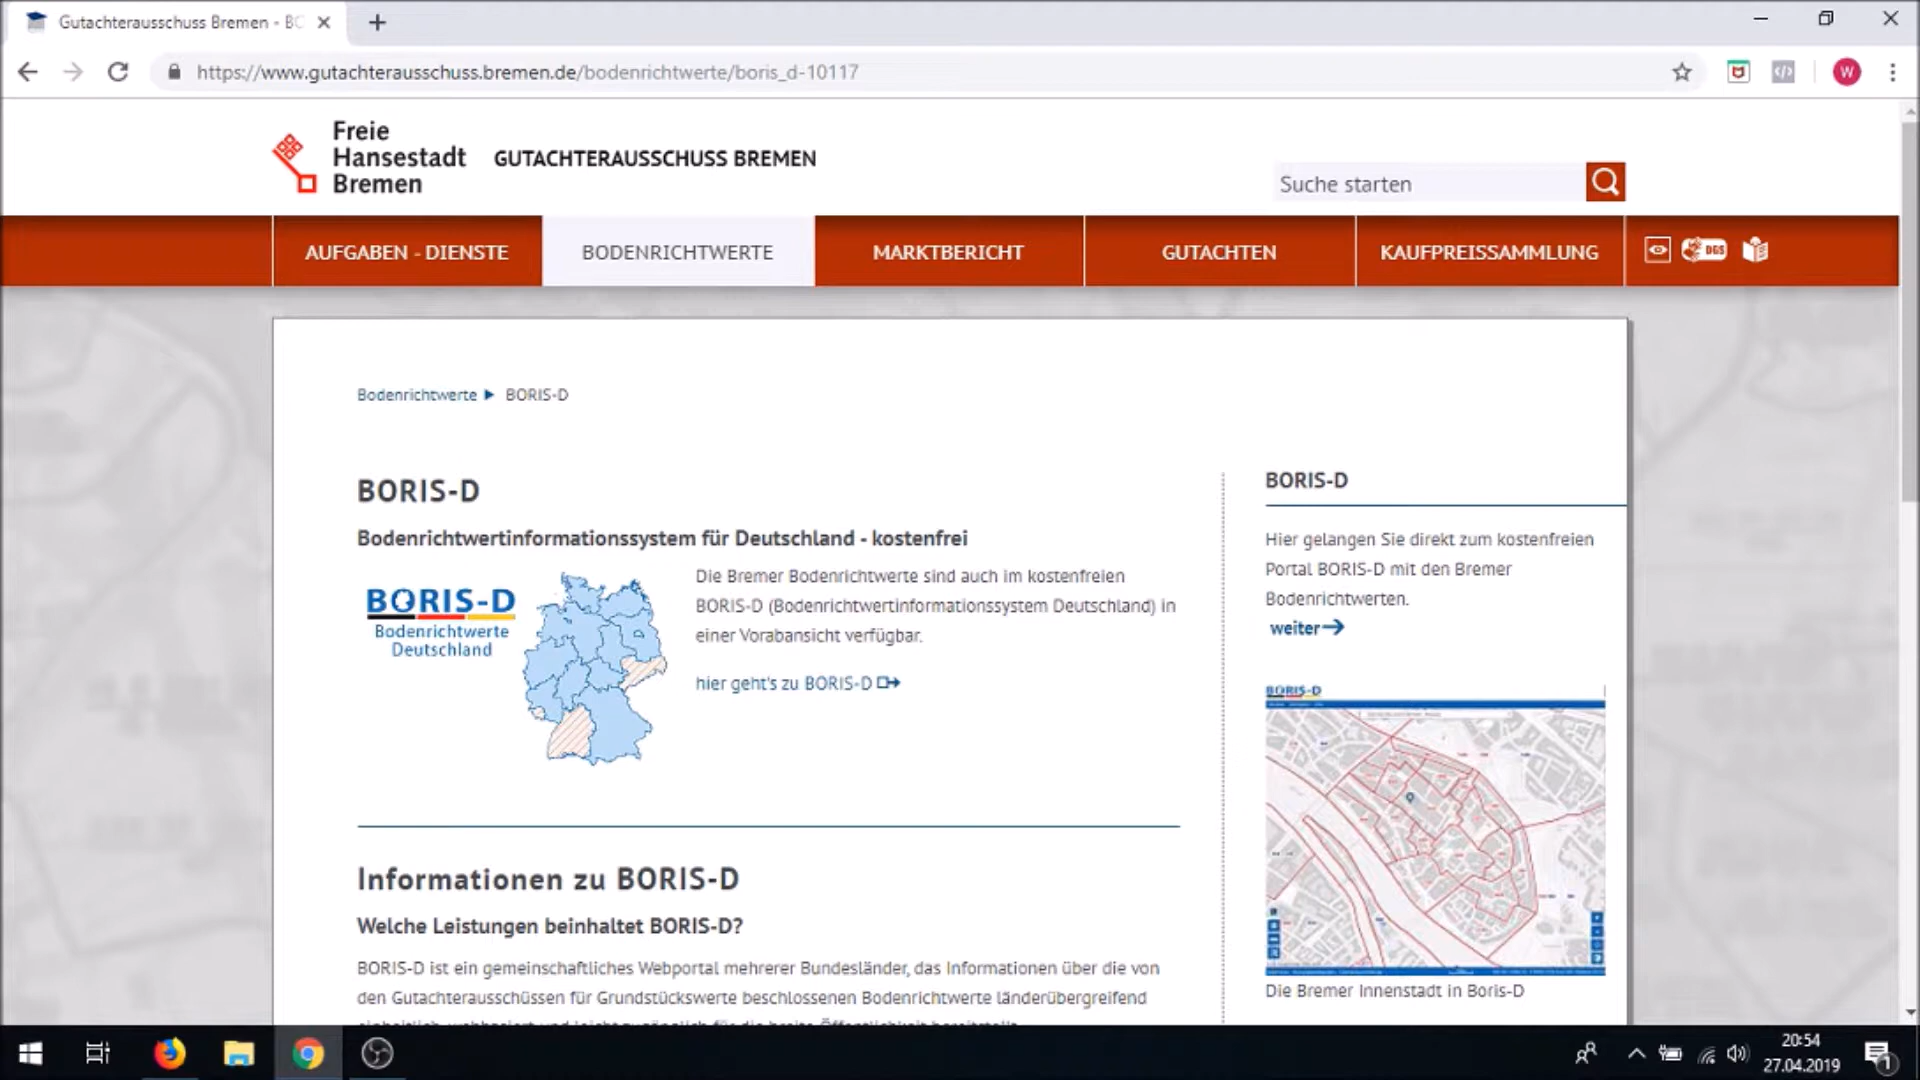 Gutachterausschuss Bremen - BO
https://www.gutachterausschuss.bremen.de/bodenrichtwerte/boris_d-10117
W
Freie
Hansestadt
Bremen
GUTACHTERAUSSCHUSS BREMEN
Suche starten
AUFGABEN - DIENSTE
BODENRICHTWERTE
MARKTBERICHT
GUTACHTEN
KAUFPREISSAMMLUNG
DGS
Bodenrichtwerte
BORIS-D
BORIS-D
Bodenrichtwertinformationssystem für Deutschland - kostenfrei
BORIS-D
Bodenrichtwerte
Deutschland
Die Bremer Bodenrichtwerte sind auch im kostenfreien
BORIS-D (Bodenrichtwertinformationssystem Deutschland) in
einer Vorabansicht verfügbar.
hier geht's zu BORIS-D
Informationen zu BORIS-D
Welche Leistungen beinhaltet BORIS-D?
BORIS-D ist ein gemeinschaftliches Webportal mehrerer Bundesländer, das Informationen über die von
den Gutachterausschüssen für Grundstückswerte beschlossenen Bodenrichtwerte länderübergreifend
BORIS-D
Hier gelangen Sie direkt zum kostenfreien
Portal BORIS-D mit den Bremer
Bodenrichtwerten.
weiter
BORIS-D
Die Bremer Innenstadt in Boris-D
20:54
27.04.2019
1